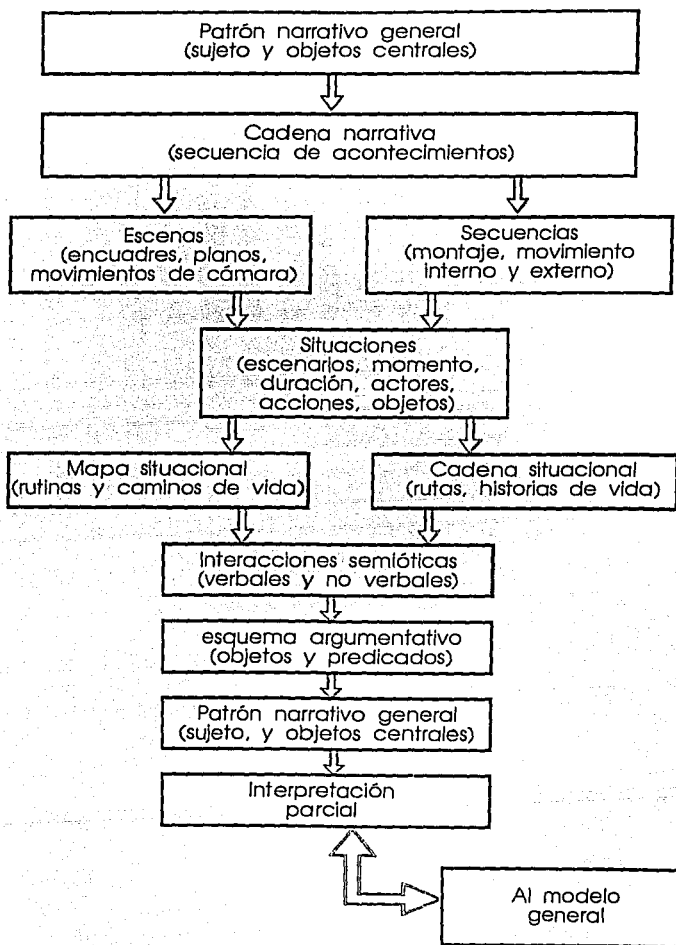 Patrón narrativo general
(sujeto y objetos centrales)
Cadena narrativa
(secuencia de acontecimientos)
Escenas
(encuadres, planos,
movimientos de cámara)
Secuencias
(montaje, movimiento
interno y externo)
Situaciones
(escenarios, momento,
duración, actores,
acciones, objetos)
Mapa situacional
(rutinas y caminos de vida)
Cadena situacional
(rutas, historias de vida)
Interacciones semióticas
(verbales y no verbales)
esquema argumentativo
(objetos y predicados)
Patrón narrativo general
(sujeto, y objetos centrales)
Interpretación
parcial
Al modelo
general